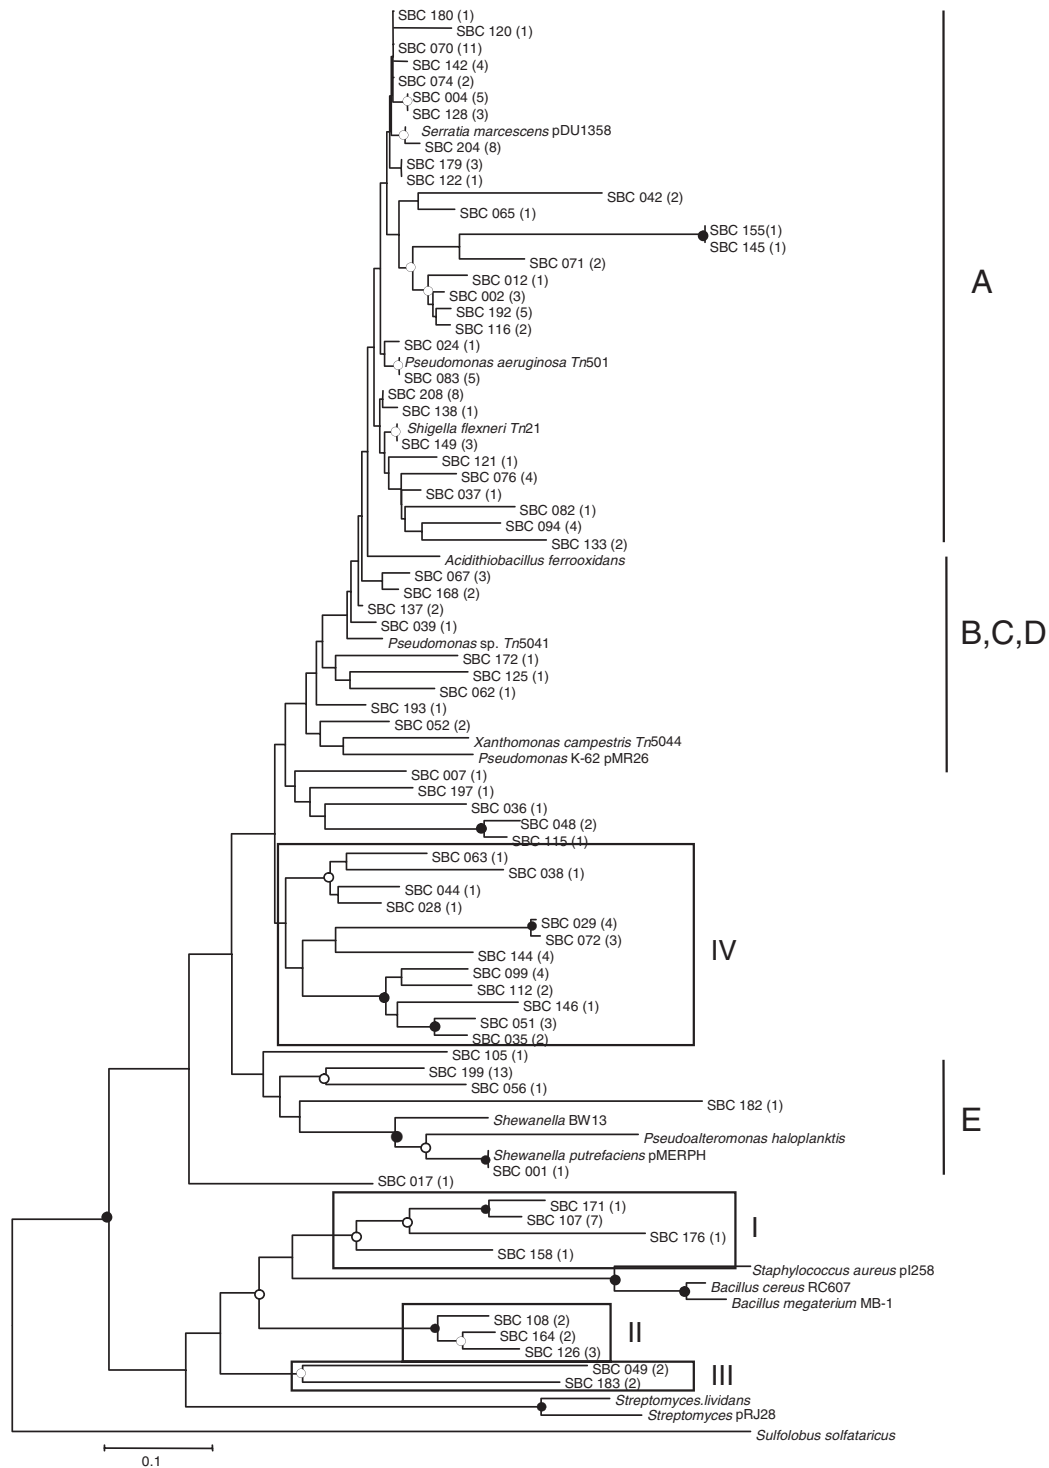 SBC 180 (1)
SBC 120 (1)
SBC 070 (11)
SBC 142 (4)
SBC 074 (2)
SBC 004 (5)
SBC 128 (3)
Serratia marcescens pDU1358
SBC 204 (8)
SBC 179 (3)
SBC 122 (1)
SBC 042 (2)
SBC 065 (1)
SBC 155(1)
SBC 145 (1)
SBC 071 (2)
SBC 012 (1)
A
SBC 002 (3)
SBC 192 (5)
SBC 116 (2)
SBC 024 (1)
Pseudomonas aeruginosa Tn501
SBC 083 (5)
SBC 208 (8)
SBC 138 (1)
Shigella flexneri Tn21
SBC 149 (3)
SBC 121 (1)
SBC 076 (4)
SBC 037 (1)
SBC 082 (1)
SBC 094 (4)
SBC 133 (2)
Acidithiobacillus ferrooxidans
SBC 067 (3)
SBC 168 (2)
SBC 137 (2)
SBC 039 (1)
B,C,D
Pseudomonas sp. Tn5041
SBC 172 (1)
SBC 125 (1)
SBC 062 (1)
SBC 193 (1)
SBC 052 (2)
Xanthomonas campestris Tn5044
Pseudomonas K-62 pMR26
SBC 007 (1)
SBC 197 (1)
SBC 036 (1)
SBC 048 (2)
SBC 115 (1)
SBC 063 (1)
SBC 038 (1)
SBC 044 (1)
SBC 028 (1)
SBC 029 (4)
SBC 072 (3)
IV
SBC 144 (4)
SBC 099 (4)
SBC 112 (2)
SBC 146 (1)
SBC 051 (3)
SBC 035 (2)
SBC 105 (1)
SBC 199 (13)
SBC 056 (1)
SBC 182 (1)
Shewanella BW13
E
Pseudoalteromonas haloplanktis
Shewanella putrefaciens pMERPH
SBC 001 (1)
SBC 017 (1)
SBC 171 (1)
SBC 107 (7)
I
SBC 176 (1)
SBC 158 (1)
Staphylococcus aureus pI258
Bacillus cereus RC607
Bacillus megaterium MB-1
SBC 108 (2)
SBC 164 (2)
II
SBC 126 (3)
SBC 049 (2)
III
SBC 183 (2)
Streptomyces.lividans
Streptomyces pRJ28
Sulfolobus solfataricus
0.1